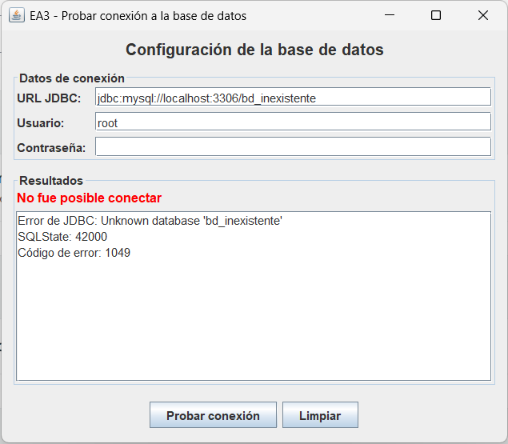 EA3 - Probar conexión a la base de datos
Configuración de la base de datos
Datos de conexión
URL JDBC: jdbc:mysql://localhost:3306/bd_inexistente
Usuario: root
Contraseña:
Resultados
No fue posible conectar
Error de JDBC: Unknown database 'bd_inexistente'
SQLState: 42000
Código de error: 1049
Probar conexión Limpiar